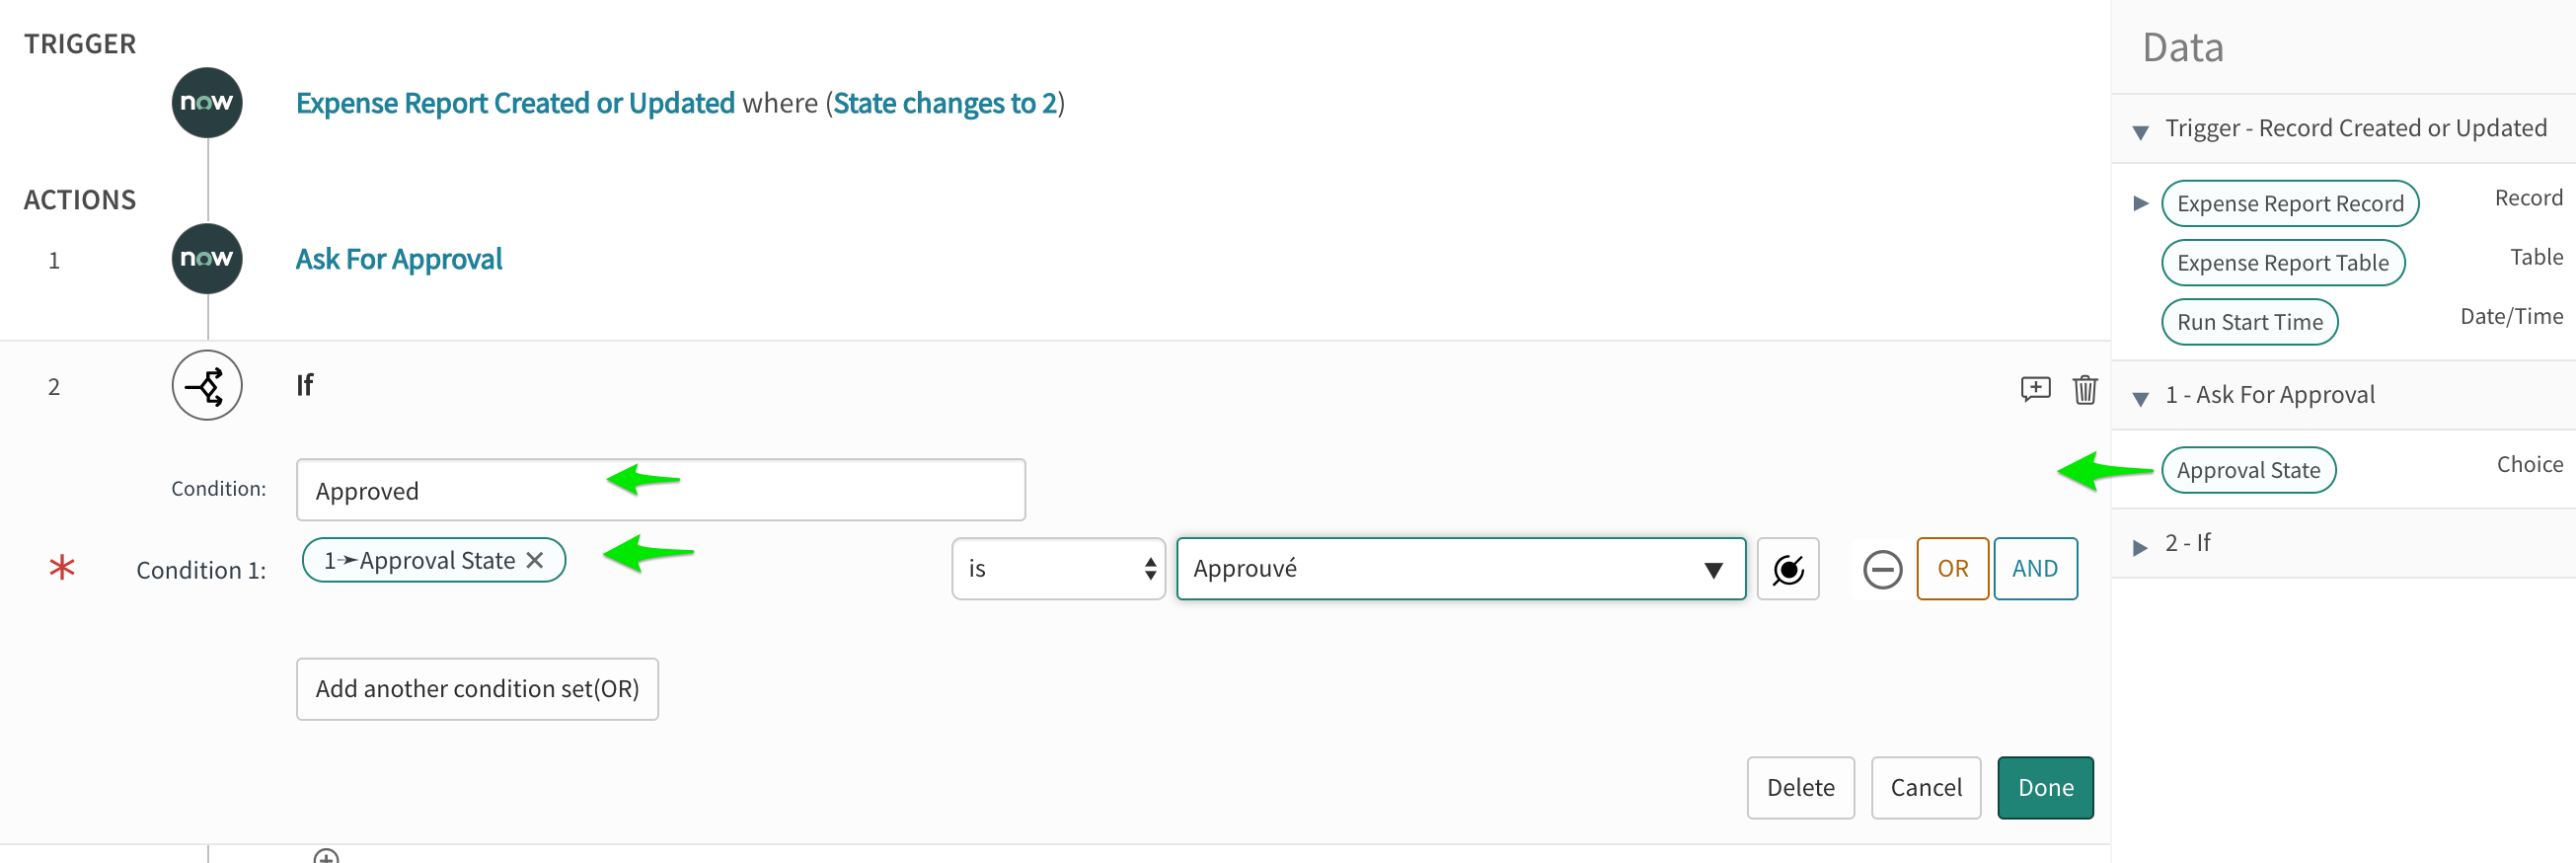 TRIGGER
now
Expense Report Created or Updated where (State changes to 2)
ACTIONS
1
now
Ask For Approval
2
If
Condition:
Approved
* Condition 1:
1➛Approval State ✕
is
Approuvé
OR
AND
Add another condition set(OR)
Delete
Cancel
Done
Data
Trigger - Record Created or Updated
Expense Report Record
Record
Expense Report Table
Table
Run Start Time
Date/Time
1 - Ask For Approval
Approval State
Choice
2 - If